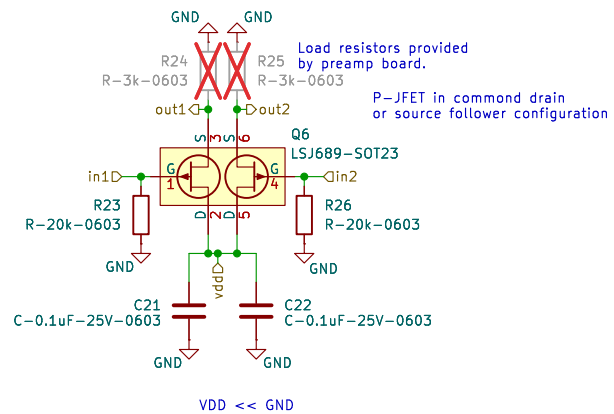 GND GND
R24 R25
R-3k-0603 R-3k-0603
Load resistors provided
by preamp board.
P-JFET in commond drain
or source follower configuration
out1 out2
S 3 S 6
Q6
LSJ689-SOT23
in1 G 1 G 4 in2
R23
R-20k-0603
R26
R-20k-0603
D 2 D 5
GND GND
vdd
C21
C-0.1uF-25V-0603
C22
C-0.1uF-25V-0603
GND GND
VDD << GND